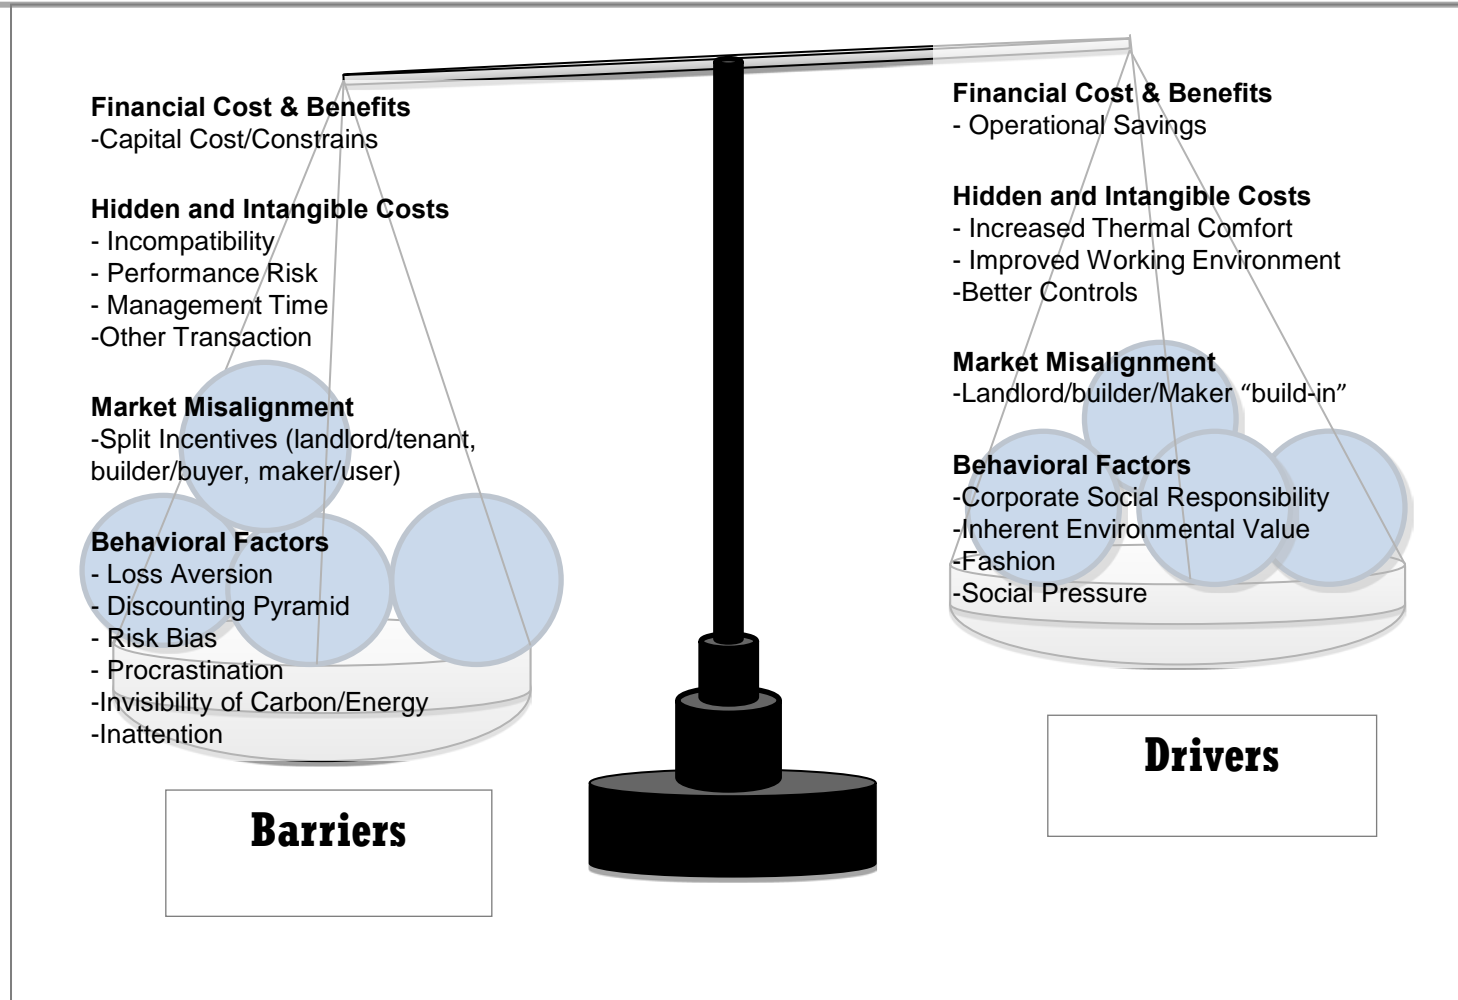 Financial Cost & Benefits
-Capital Cost/Constrains
Hidden and Intangible Costs
- Incompatibility
- Performance Risk
- Management Time
-Other Transaction
Market Misalignment
-Split Incentives (landlord/tenant,
builder/buyer, maker/user)
Behavioral Factors
- Loss Aversion
- Discounting Pyramid
- Risk Bias
- Procrastination
-Invisibility of Carbon/Energy
-Inattention
Barriers
Financial Cost & Benefits
- Operational Savings
Hidden and Intangible Costs
- Increased Thermal Comfort
- Improved Working Environment
-Better Controls
Market Misalignment
-Landlord/builder/Maker “build-in”
Behavioral Factors
-Corporate Social Responsibility
-Inherent Environmental Value
-Fashion
-Social Pressure
Drivers